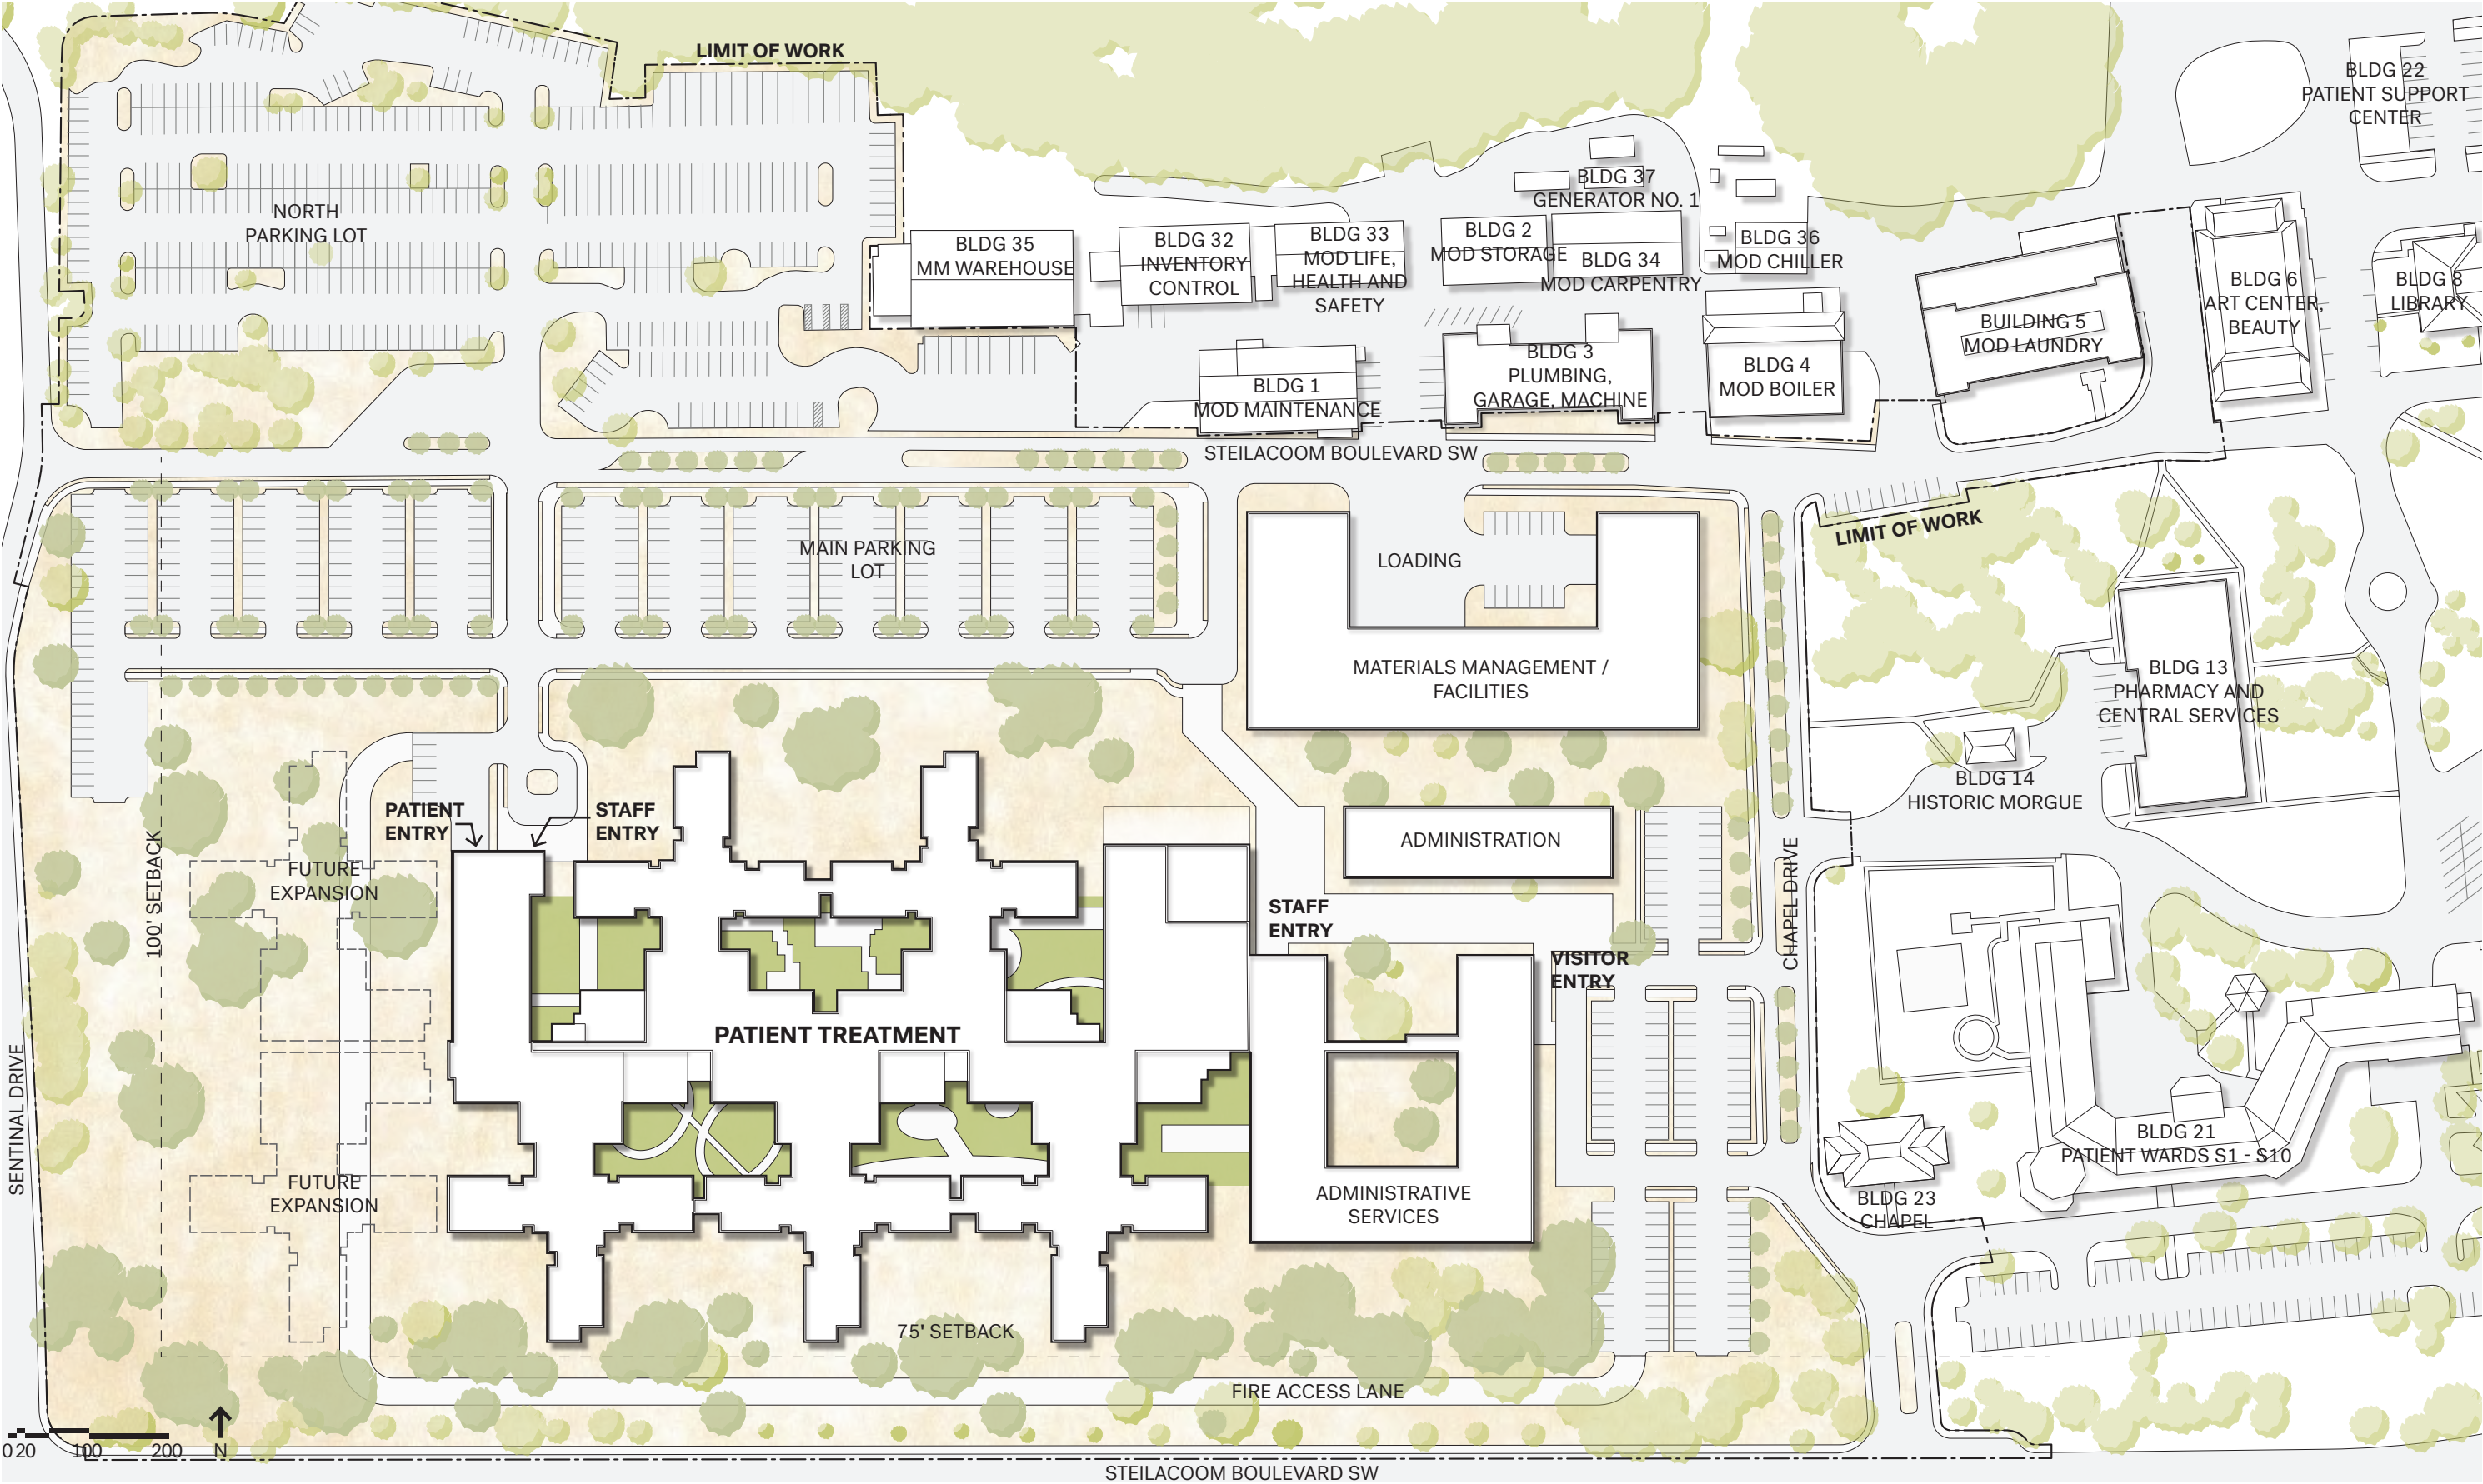 LIMIT OF WORK
BLDG 22
PATIENT SUPPORT
CENTER
NORTH
PARKING LOT
BLDG 37
GENERATOR NO. 1
BLDG 35
MM WAREHOUSE
BLDG 32
INVENTORY
CONTROL
BLDG 33
MOD LIFE,
HEALTH AND
SAFETY
BLDG 2
MOD STORAGE
BLDG 34
MOD CARPENTRY
BLDG 36
MOD CHILLER
BUILDING 5
MOD LAUNDRY
BLDG 6
ART CENTER,
BEAUTY
BLDG 8
LIBRARY
BLDG 1
MOD MAINTENANCE
BLDG 3
PLUMBING,
GARAGE, MACHINE
BLDG 4
MOD BOILER
STEILACOOM BOULEVARD SW
LIMIT OF WORK
MAIN PARKING
LOT
LOADING
MATERIALS MANAGEMENT /
FACILITIES
BLDG 13
PHARMACY AND
CENTRAL SERVICES
BLDG 14
HISTORIC MORGUE
PATIENT
ENTRY
STAFF
ENTRY
ADMINISTRATION
100' SETBACK
FUTURE
EXPANSION
CHAPEL DRIVE
STAFF
ENTRY
VISITOR
ENTRY
PATIENT TREATMENT
SENTINAL DRIVE
FUTURE
EXPANSION
ADMINISTRATIVE
SERVICES
BLDG 21
PATIENT WARDS S1 - S10
BLDG 23
CHAPEL
75' SETBACK
FIRE ACCESS LANE
0 20 100 200 N
STEILACOOM BOULEVARD SW